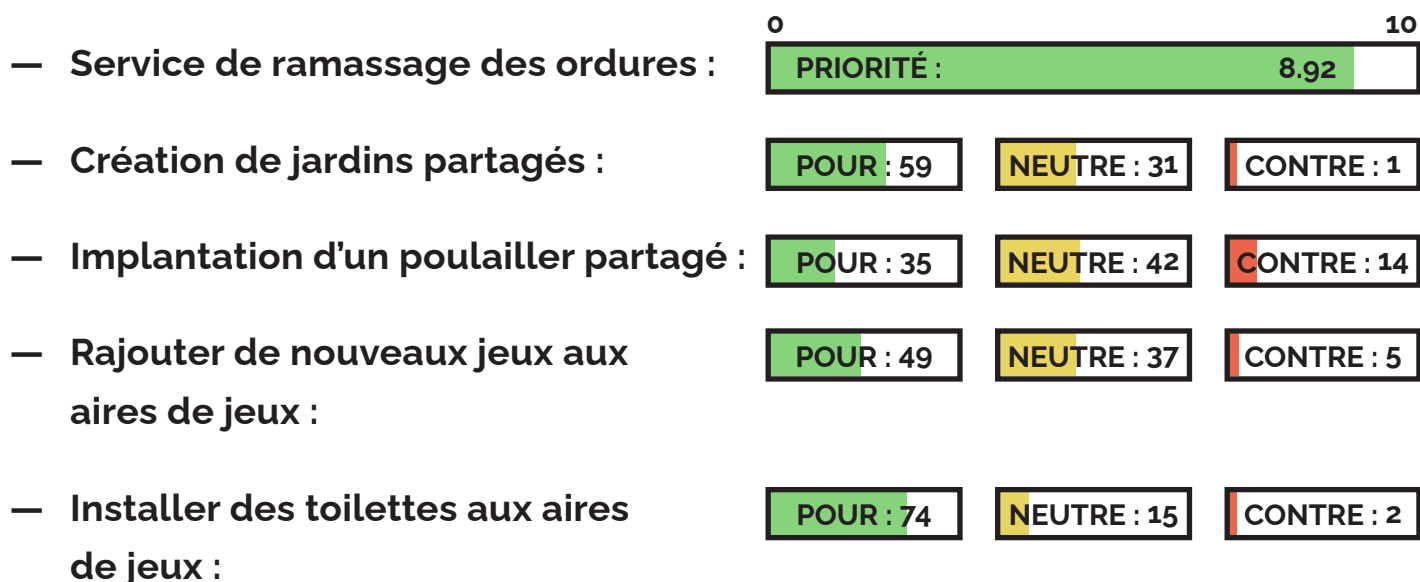 0 10
— Service de ramassage des ordures : PRIORITÉ : 8.92
— Création de jardins partagés : POUR : 59 NEUTRE : 31 CONTRE : 1
— Implantation d’un poulailler partagé : POUR : 35 NEUTRE : 42 CONTRE : 14
— Rajouter de nouveaux jeux aux POUR : 49 NEUTRE : 37 CONTRE : 5
aires de jeux :
— Installer des toilettes aux aires POUR : 74 NEUTRE : 15 CONTRE : 2
de jeux :